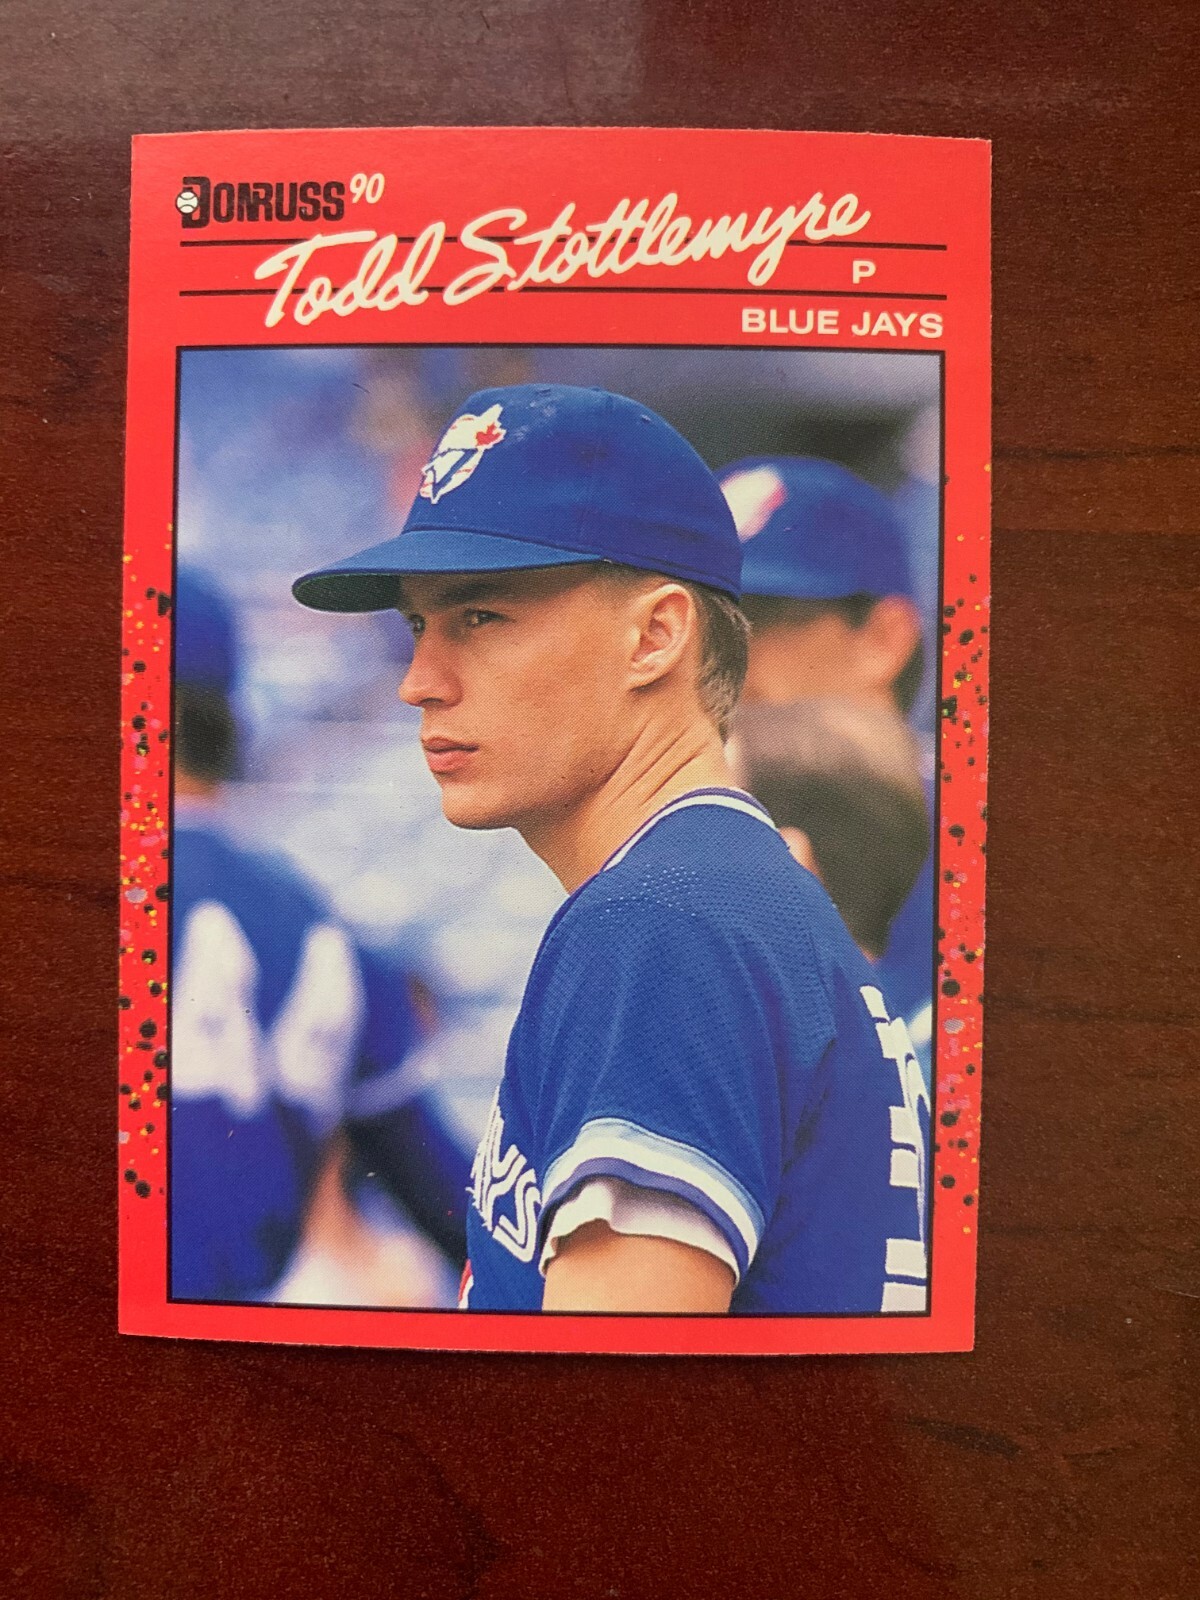 DONRUSS 90
Todd Stottlemyre
P
BLUE JAYS